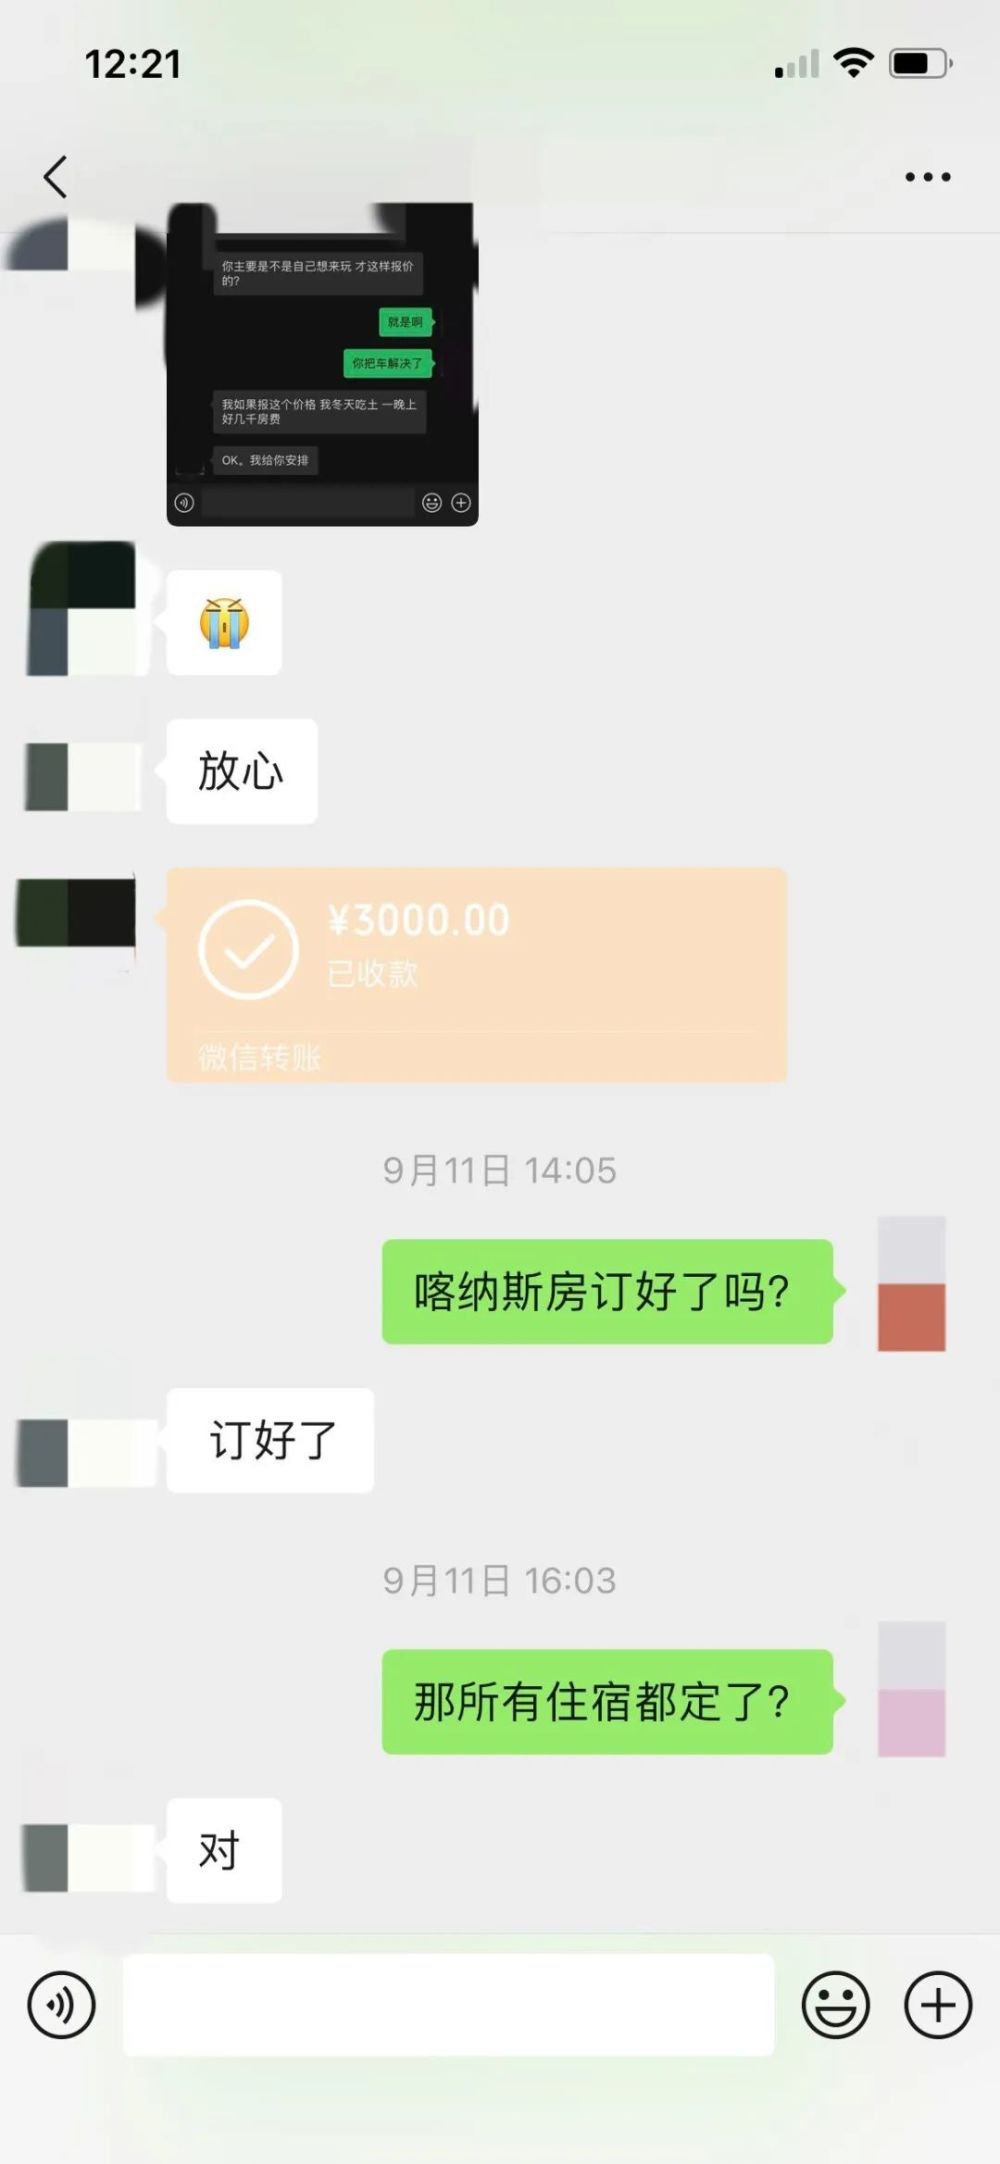 12:21
你主要是不是自己想来玩 才这样报价
的?
就是啊
你把车解决了
我如果报这个价格 我冬天吃土 一晚上
好几千房费
OK。我给你安排
放心
¥3000.00
已收款
微信转账
9月11日 14:05
喀纳斯房订好了吗?
订好了
9月11日 16:03
那所有住宿都定了?
对